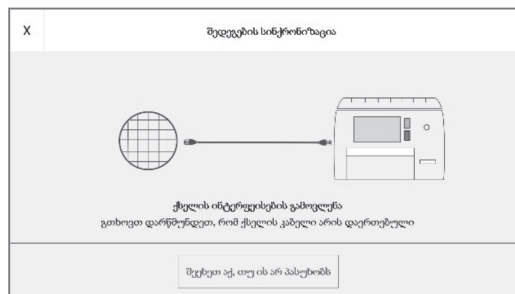 X
შედეგების სინქრონიზაცია
ქსელის ინტერფეისების გამოვლენა
გთხოვთ დარწმუნდეთ, რომ ქსელის კაბელი არის დაერთებული
შეეხეთ აქ, თუ ის არ პასუხობს